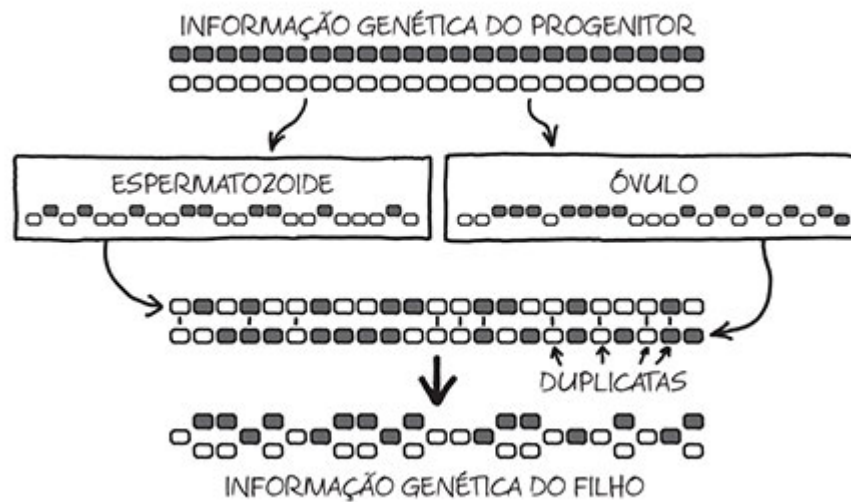 INFORMAÇÃO GENÉTICA DO PROGENITOR
ESPERMATOZOIDE
ÓVULO
DUPLICATAS
INFORMAÇÃO GENÉTICA DO FILHO